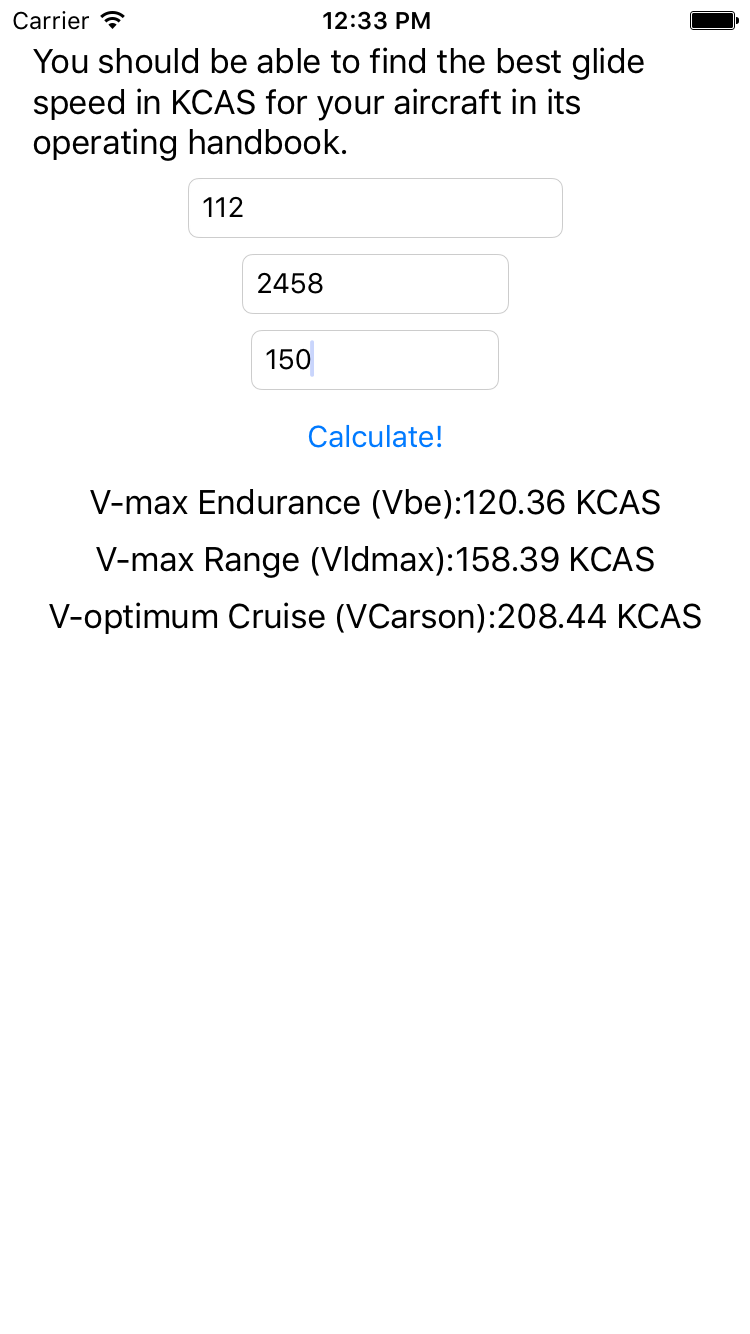 Carrier 12:33 PM
You should be able to find the best glide
speed in KCAS for your aircraft in its
operating handbook.
112
2458
150
Calculate!
V-max Endurance (Vbe):120.36 KCAS
V-max Range (Vldmax):158.39 KCAS
V-optimum Cruise (VCarson):208.44 KCAS